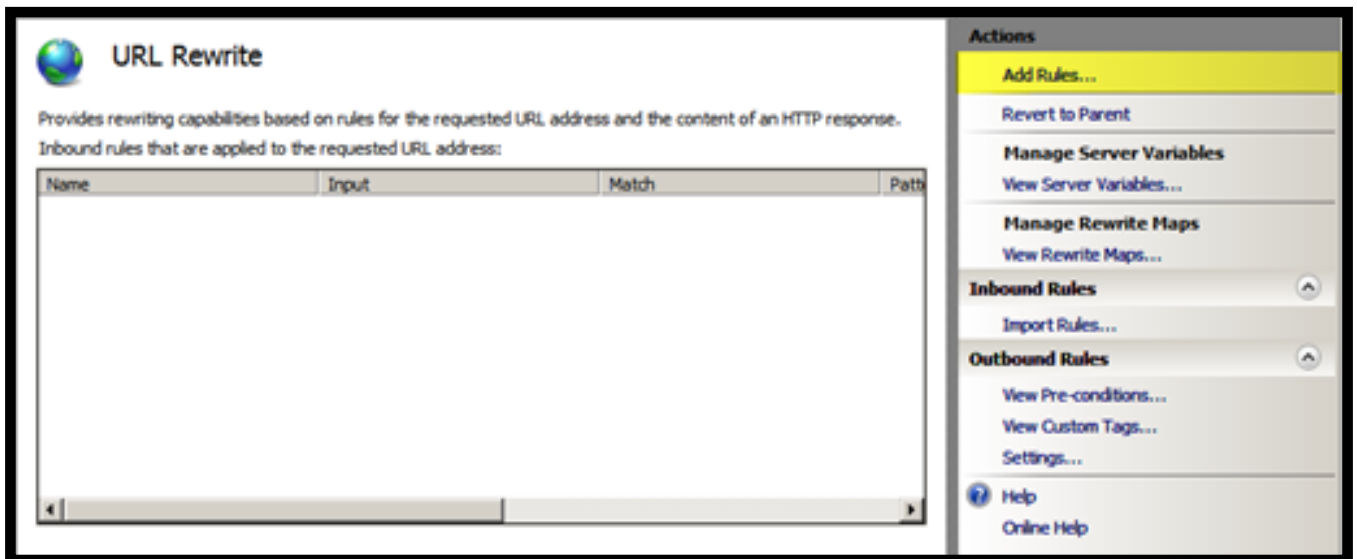 URL Rewrite
Provides rewriting capabilities based on rules for the requested URL address and the content of an HTTP response.
Inbound rules that are applied to the requested URL address:
Name Input Match Patt
Actions
Add Rules...
Revert to Parent
Manage Server Variables
View Server Variables...
Manage Rewrite Maps
View Rewrite Maps...
Inbound Rules
Import Rules...
Outbound Rules
View Pre-conditions...
View Custom Tags...
Settings...
Help
Online Help